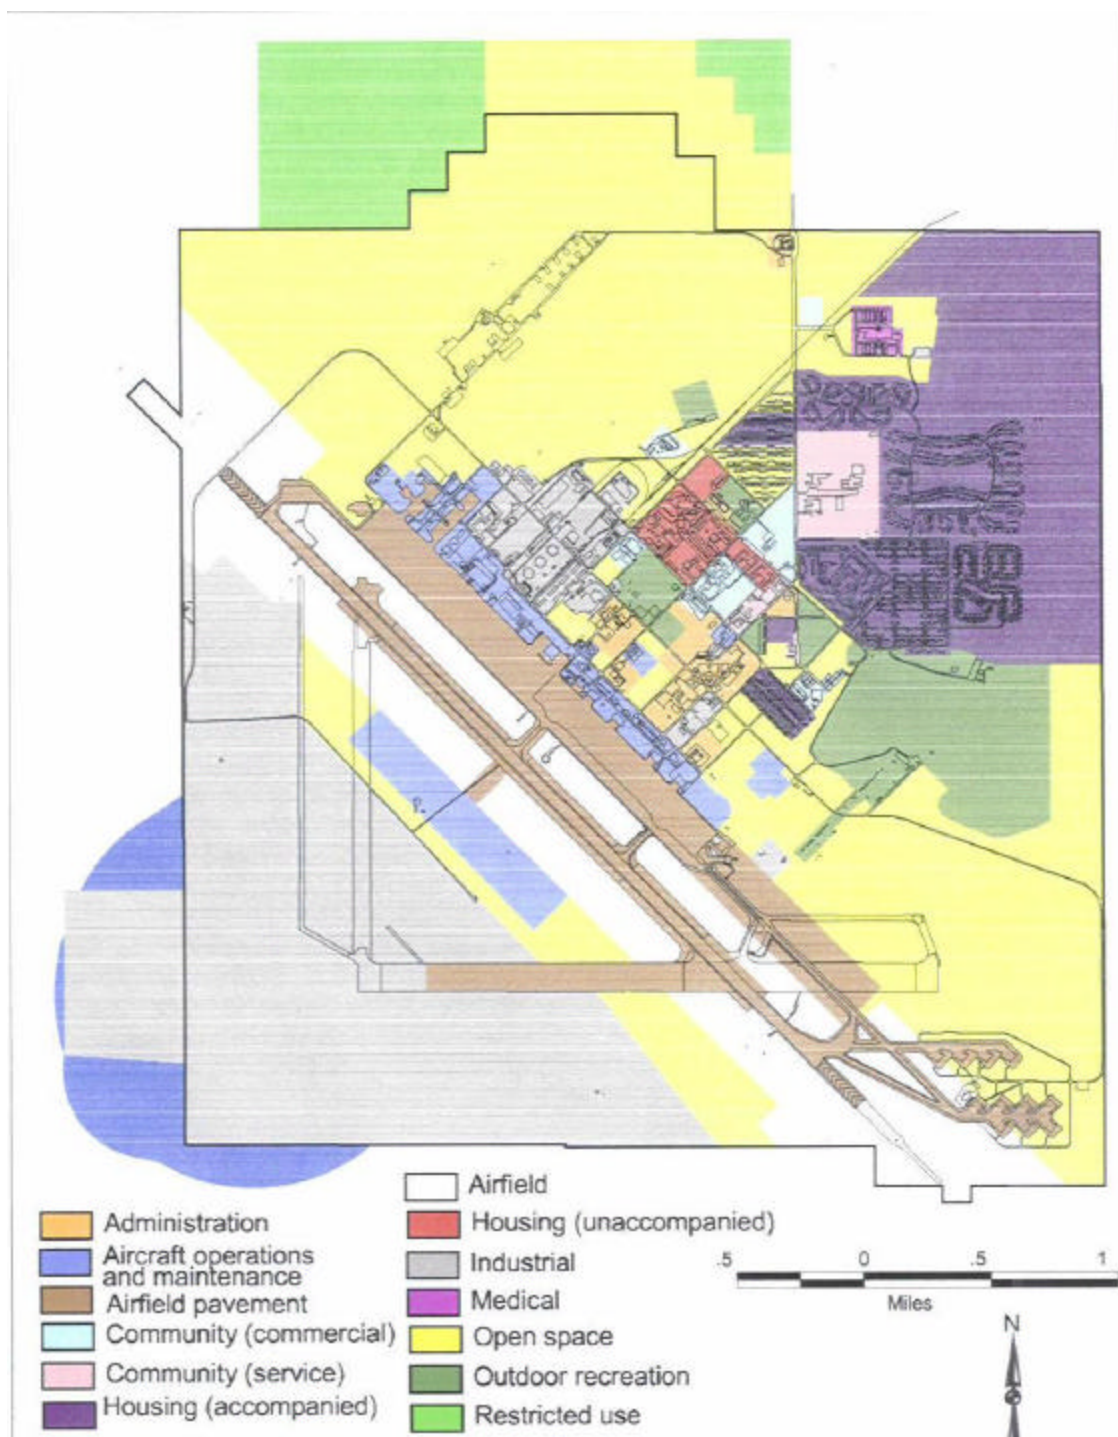 Airfield
Administration
Housing (unaccompanied)
Aircraft operations
and maintenance
Industrial
Airfield pavement
Medical
Community (commercial)
Open space
Community (service)
Outdoor recreation
Housing (accompanied)
Restricted use
.5 0 .5 1
Miles
N